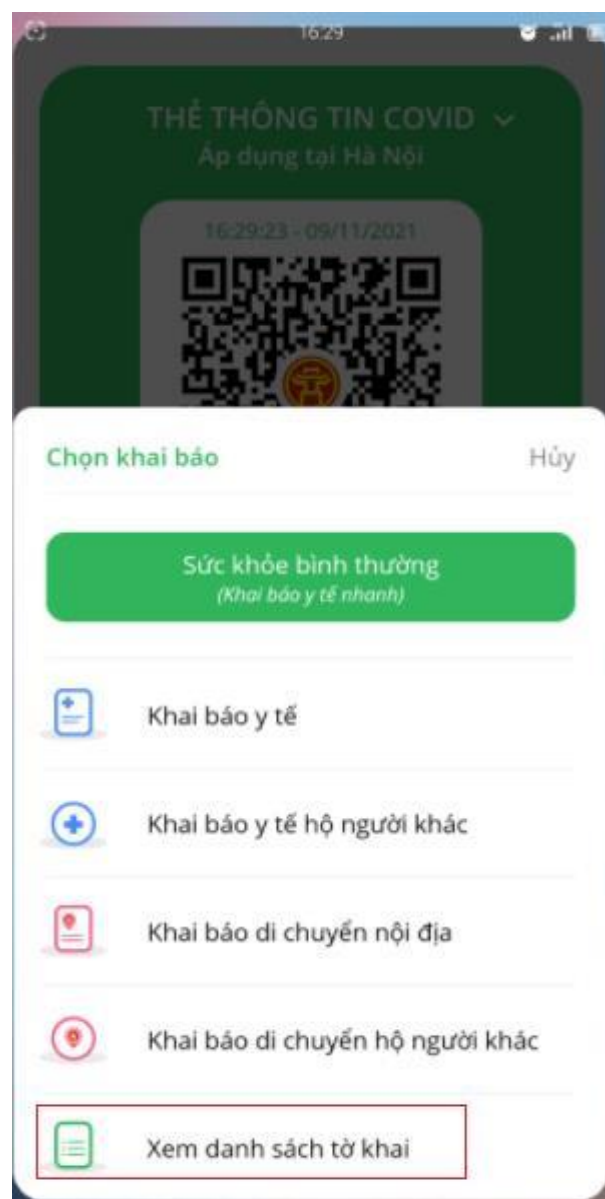 16:29
THẺ THÔNG TIN COVID
Áp dụng tại Hà Nội
16:29:23 - 09/11/2021
Chọn khai báo
Hủy
Sức khỏe bình thường
(Khai báo y tế nhanh)
Khai báo y tế
Khai báo y tế hộ người khác
Khai báo di chuyển nội địa
Khai báo di chuyển hộ người khác
Xem danh sách tờ khai